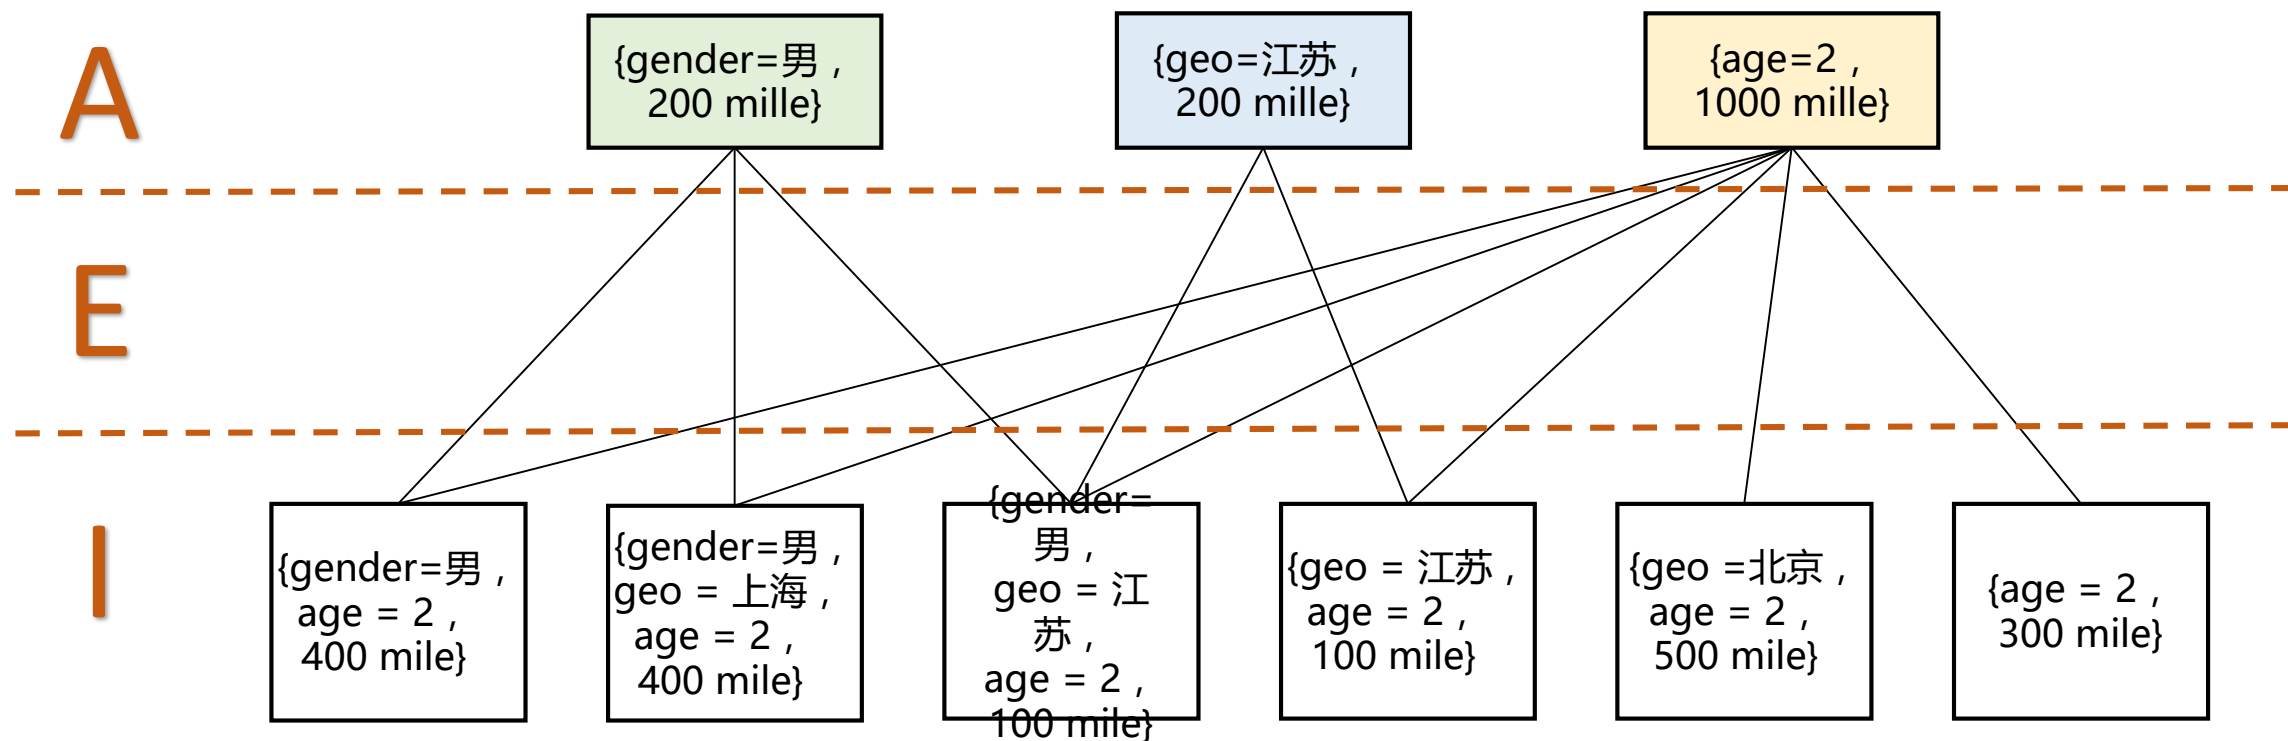 A
{gender=男，
200 mille}
{geo=江苏，
200 mille}
{age=2，
1000 mille}
E
I
{gender=男，
age = 2，
400 mile}
{gender=男，
geo = 上海，
age = 2，
400 mile}
{gender=
男，
geo = 江
苏，
age = 2，
100 mile}
{geo = 江苏，
age = 2，
100 mile}
{geo =北京，
age = 2，
500 mile}
{age = 2，
300 mile}